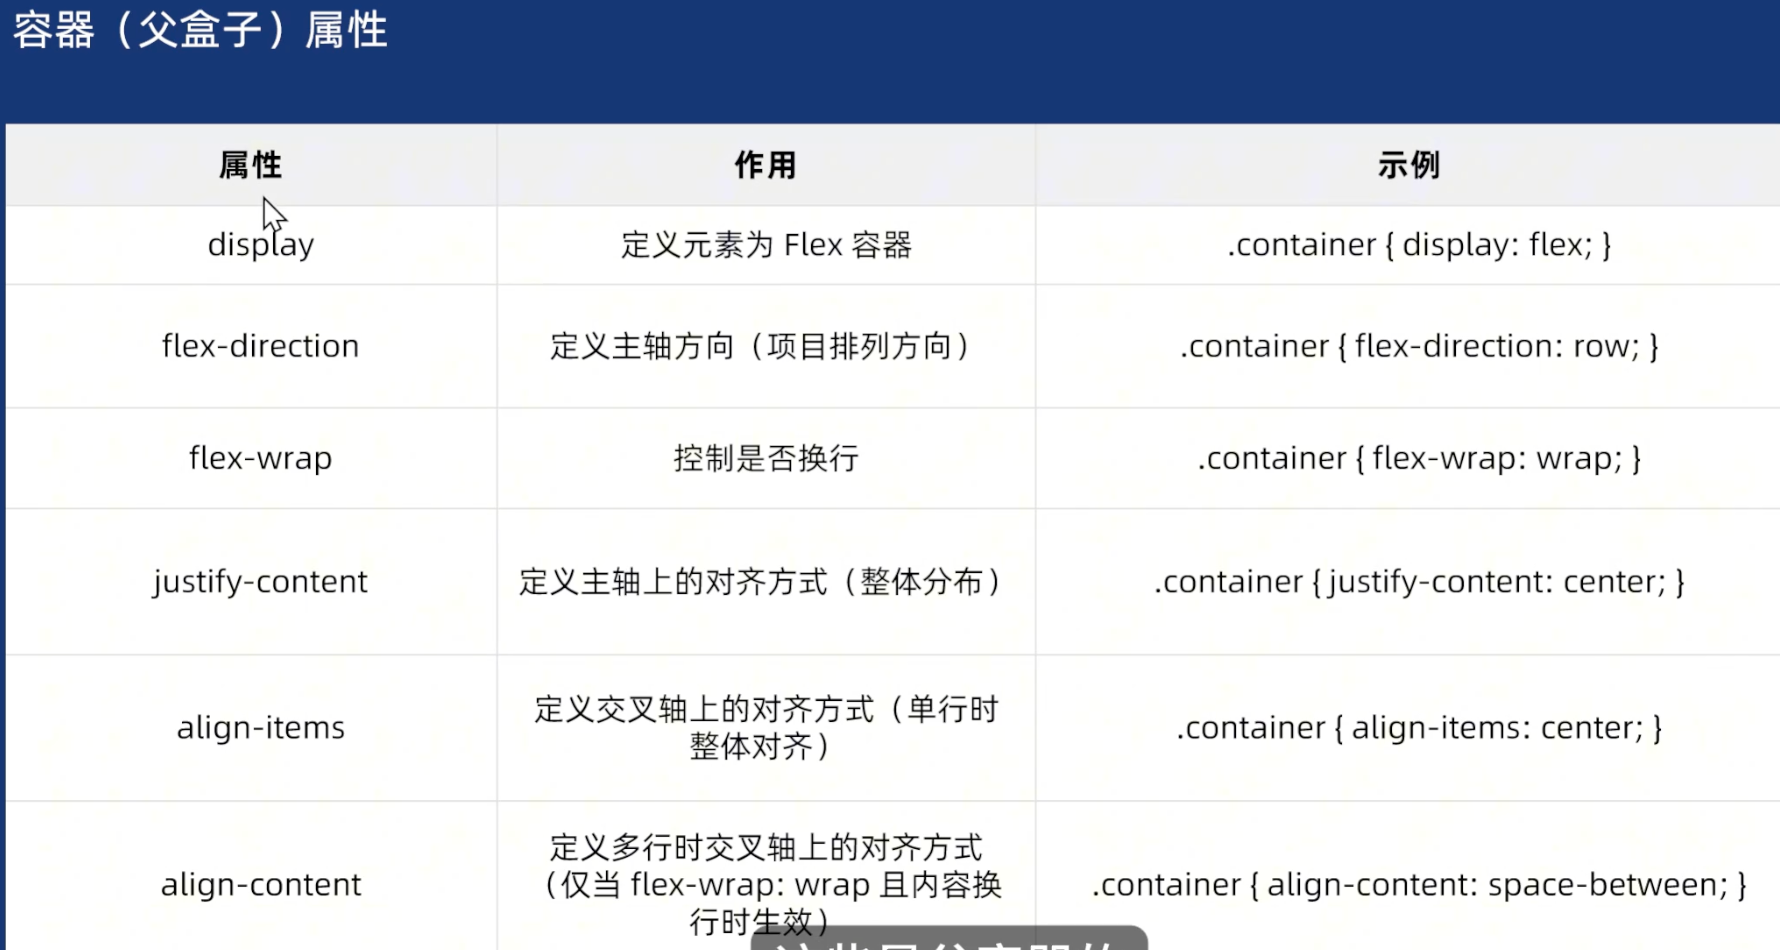 容器（父盒子）属性
属性 作用 示例
display 定义元素为 Flex 容器 .container { display: flex; }
flex-direction 定义主轴方向（项目排列方向） .container { flex-direction: row; }
flex-wrap 控制是否换行 .container { flex-wrap: wrap; }
justify-content 定义主轴上的对齐方式（整体分布） .container { justify-content: center; }
align-items 定义交叉轴上的对齐方式（单行时
整体对齐） .container { align-items: center; }
align-content 定义多行时交叉轴上的对齐方式
（仅当 flex-wrap: wrap 且内容换
行时生效） .container { align-content: space-between; }